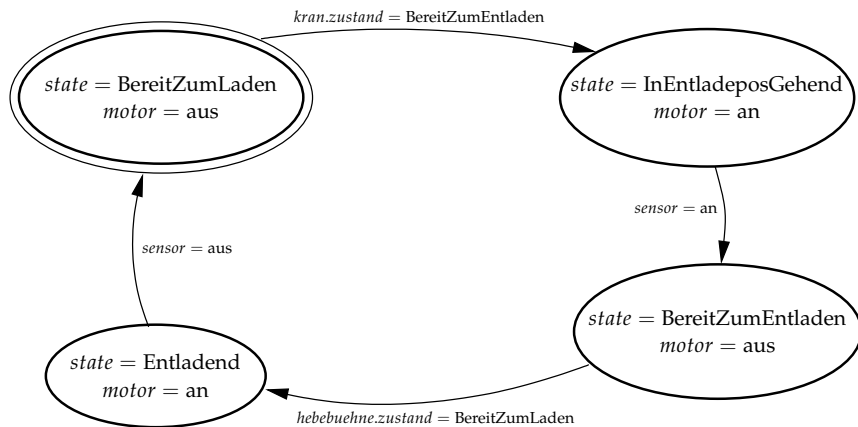 kran.zustand = BereitZumEntladen
state = BereitZumLaden
motor = aus
state = InEntladeposGehend
motor = an
sensor = an
sensor = aus
state = BereitZumEntladen
motor = aus
state = Entladend
motor = an
hebebuehne.zustand = BereitZumLaden